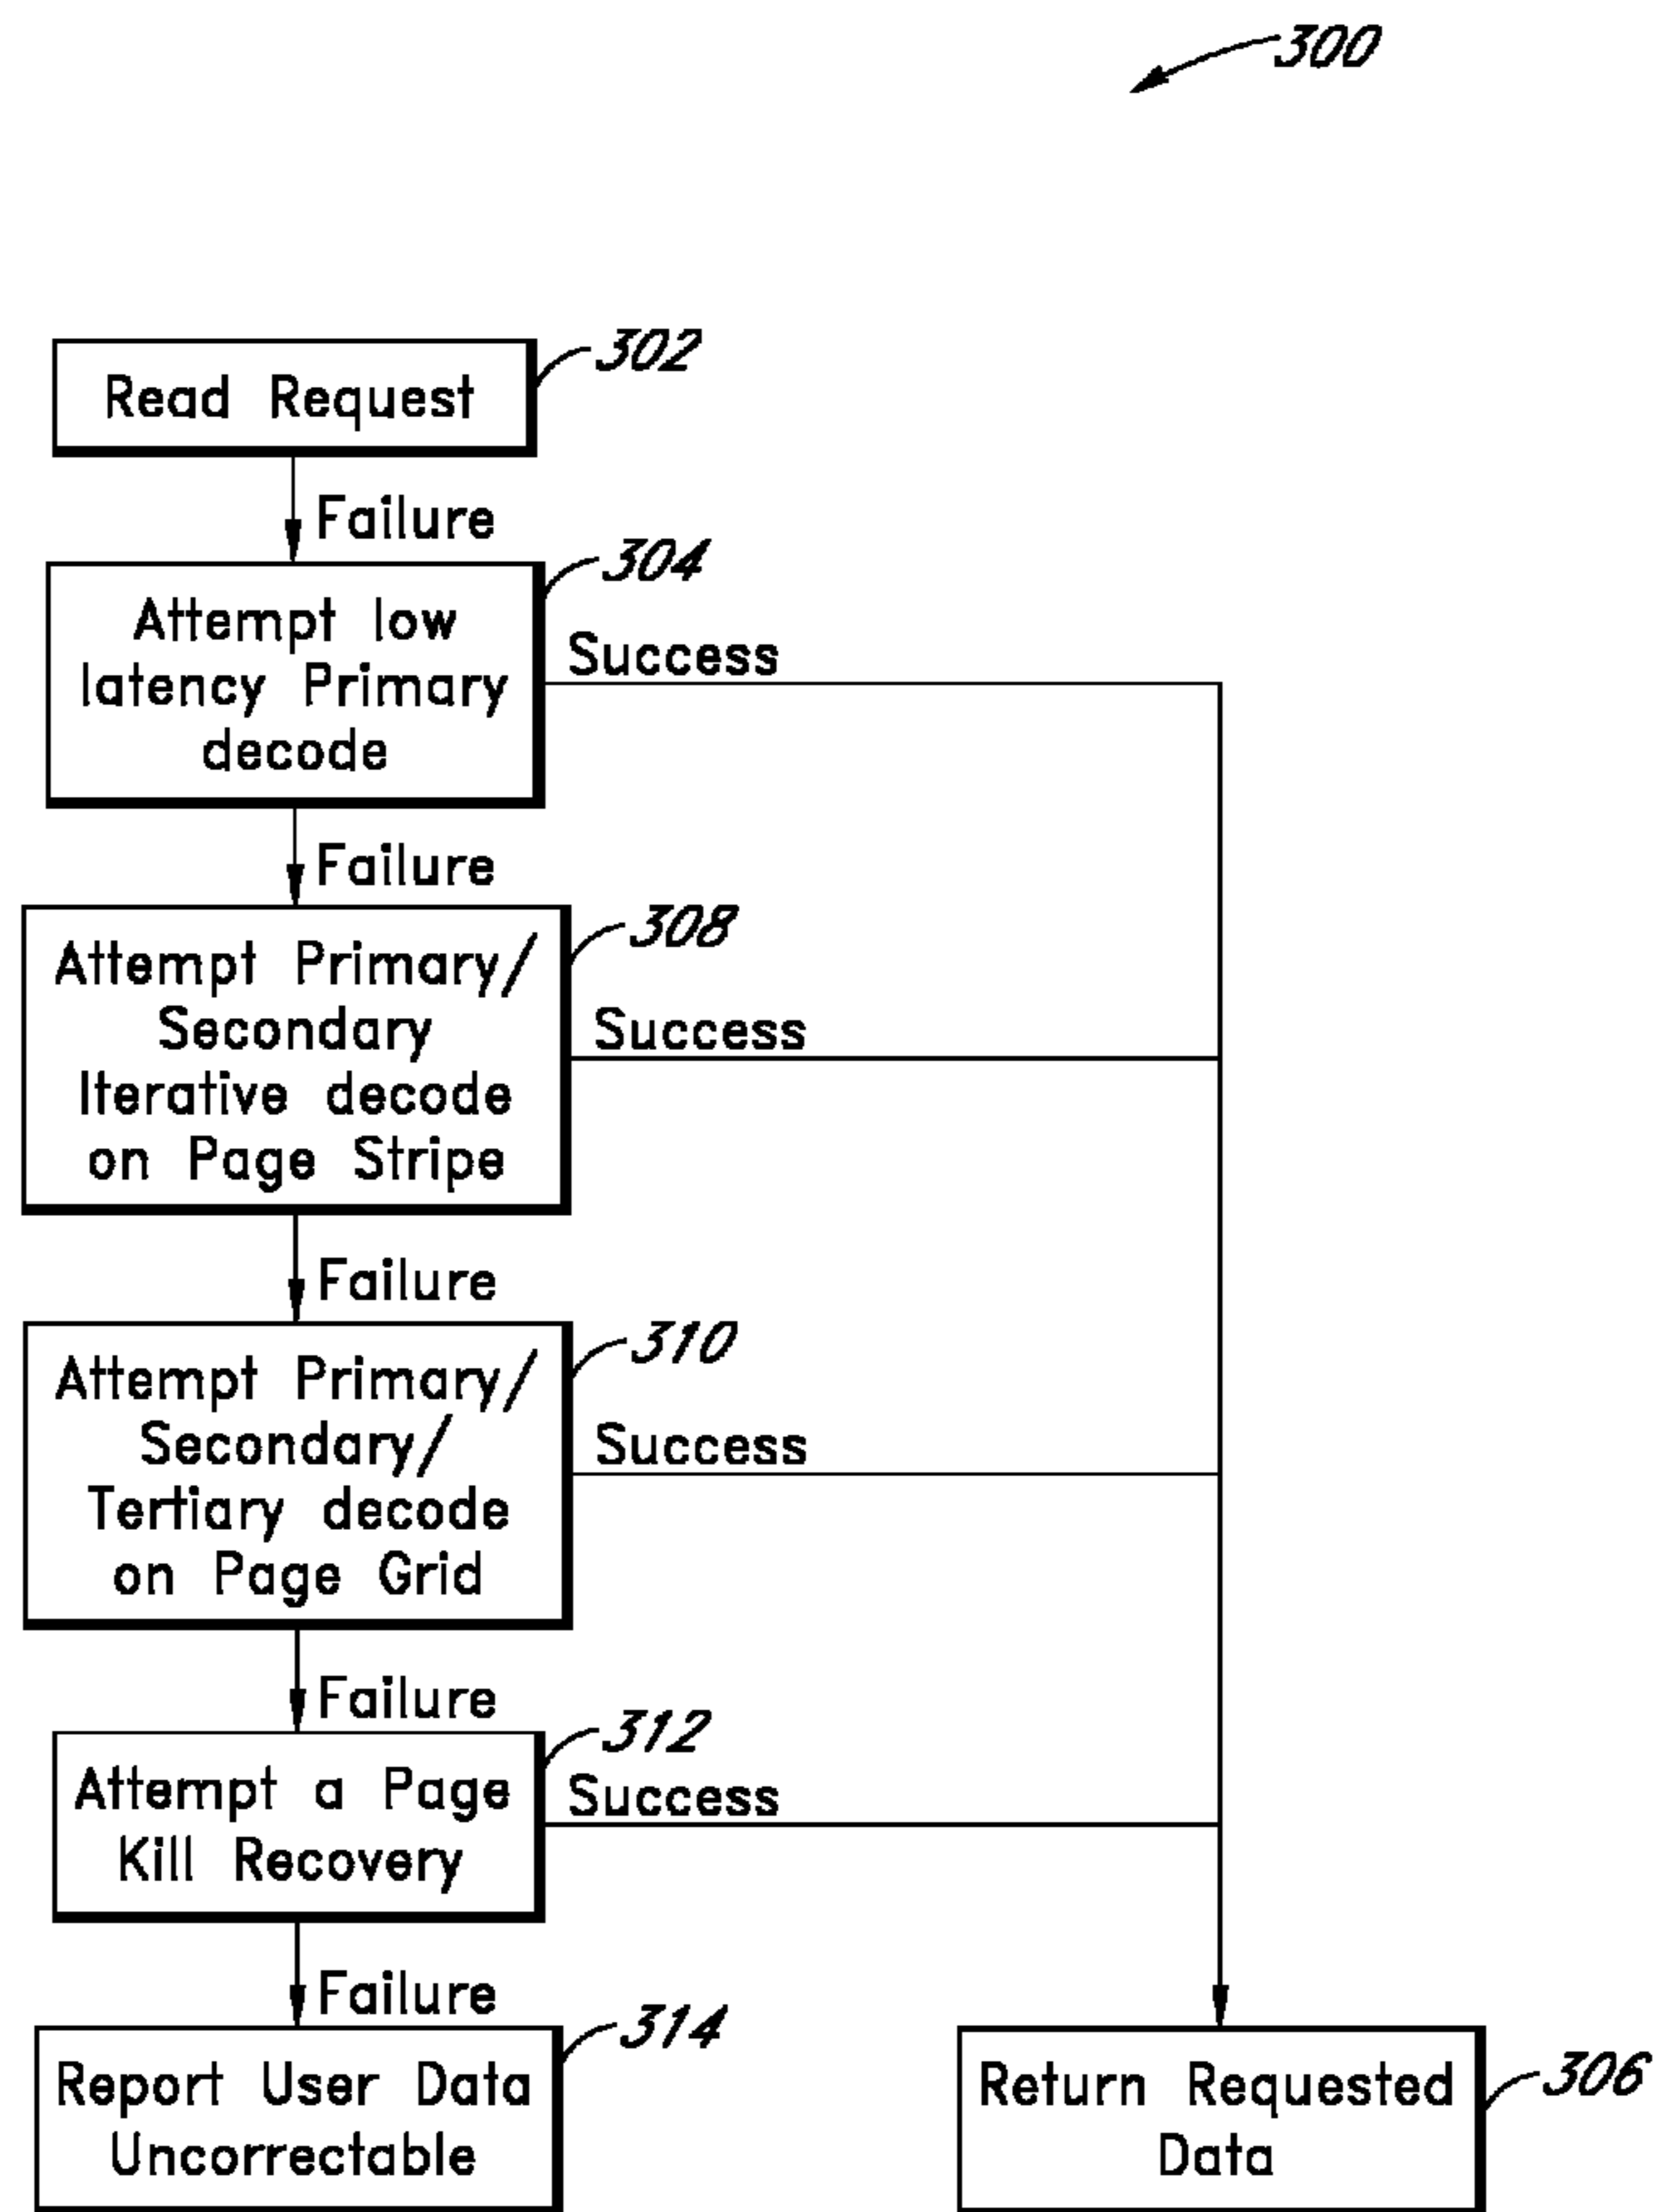 300
302
Read Request
Failure
304
Attempt low
latency Primary
decode
Success
Failure
308
Attempt Primary/
Secondary
Iterative decode
on Page Stripe
Success
Failure
310
Attempt Primary/
Secondary/
Tertiary decode
on Page Grid
Success
Failure
312
Attempt a Page
Kill Recovery
Success
Failure
314
Report User Data
Uncorrectable
306
Return Requested
Data